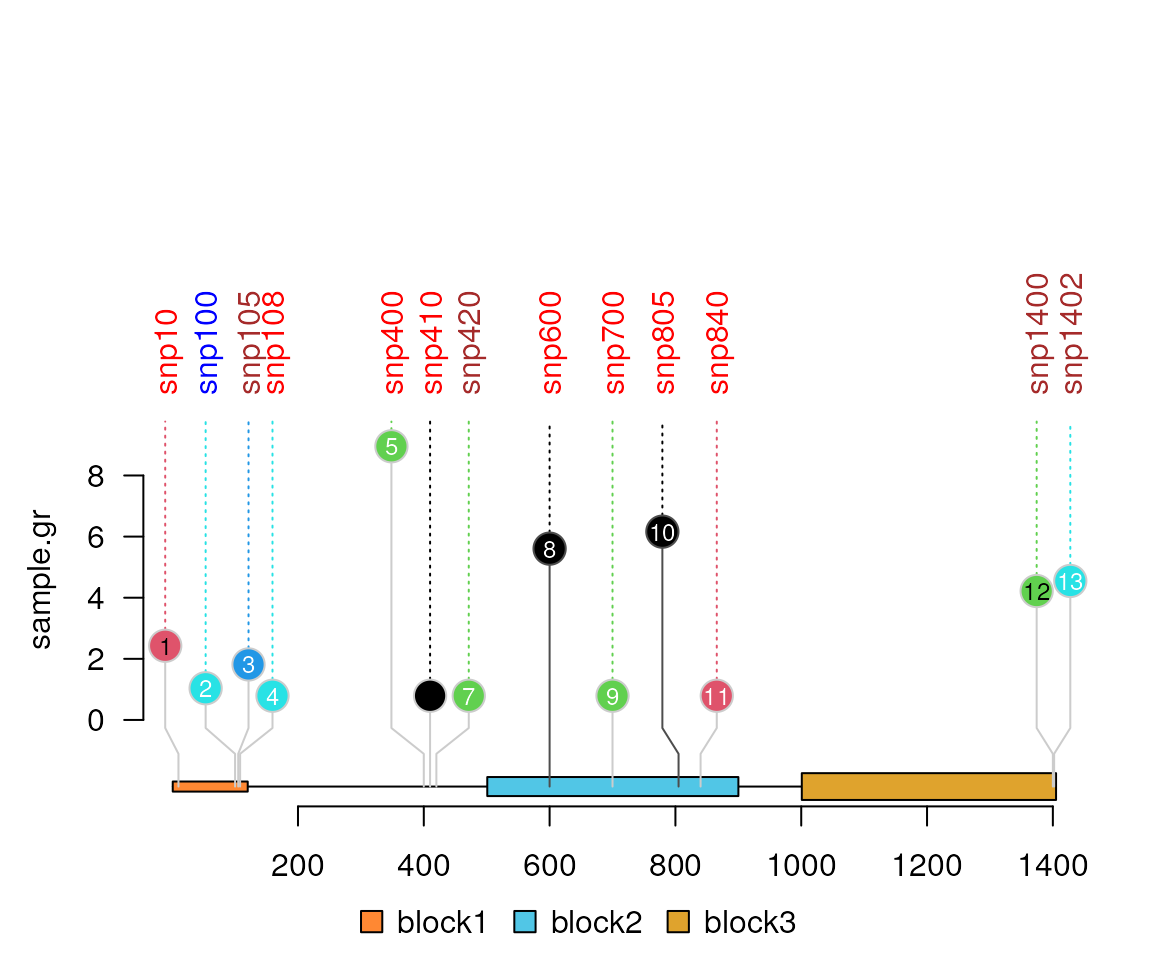 snp10
snp100
snp105
snp108
snp400
snp410
snp420
snp600
snp700
snp805
snp840
snp1400
snp1402
sample.gr
8
6
4
2
0
1
2
3
4
5
7
8
9
10
11
12
13
200 400 600 800 1000 1200 1400
block1 block2 block3